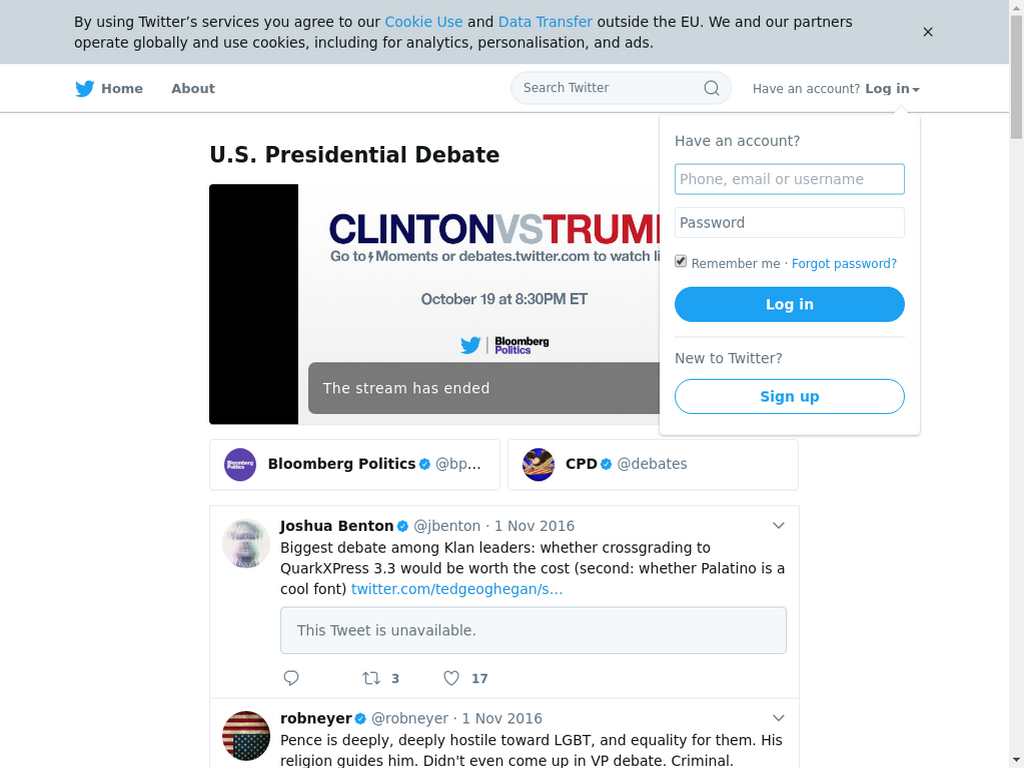 By using Twitter’s services you agree to our Cookie Use and Data Transfer outside the EU. We and our partners
operate globally and use cookies, including for analytics, personalisation, and ads.
Home
About
Search Twitter
Have an account? Log in
Have an account?
Phone, email or username
Password
Remember me · Forgot password?
Log in
New to Twitter?
Sign up
U.S. Presidential Debate
CLINTONVSTRUM
Go to Moments or debates.twitter.com to watch li
October 19 at 8:30PM ET
Bloomberg
Politics
The stream has ended
Bloomberg Politics @bp...
CPD @debates
Joshua Benton @jbenton · 1 Nov 2016
Biggest debate among Klan leaders: whether crossgrading to
QuarkXPress 3.3 would be worth the cost (second: whether Palatino is a
cool font) twitter.com/tedgeoghegan/s…
This Tweet is unavailable.
3
17
robneyer @robneyer · 1 Nov 2016
Pence is deeply, deeply hostile toward LGBT, and equality for them. His
religion guides him. Didn't even come up in VP debate. Criminal.